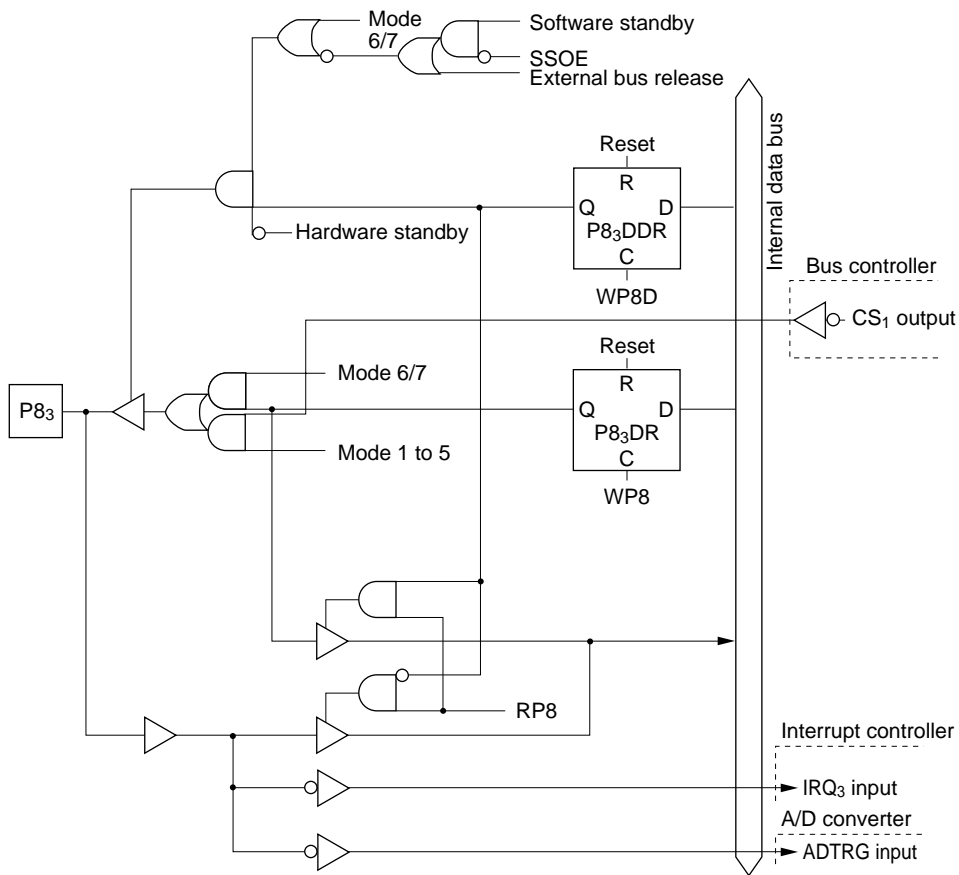 Mode
6/7
Software standby
SSOE
External bus release
Internal data bus
Reset
R
Q D
P8₃DDR
C
WP8D
Hardware standby
Bus controller
CS₁ output
Reset
R
Q D
P8₃DR
C
WP8
Mode 6/7
P8₃
Mode 1 to 5
RP8
Interrupt controller
IRQ₃ input
A/D converter
ADTRG input